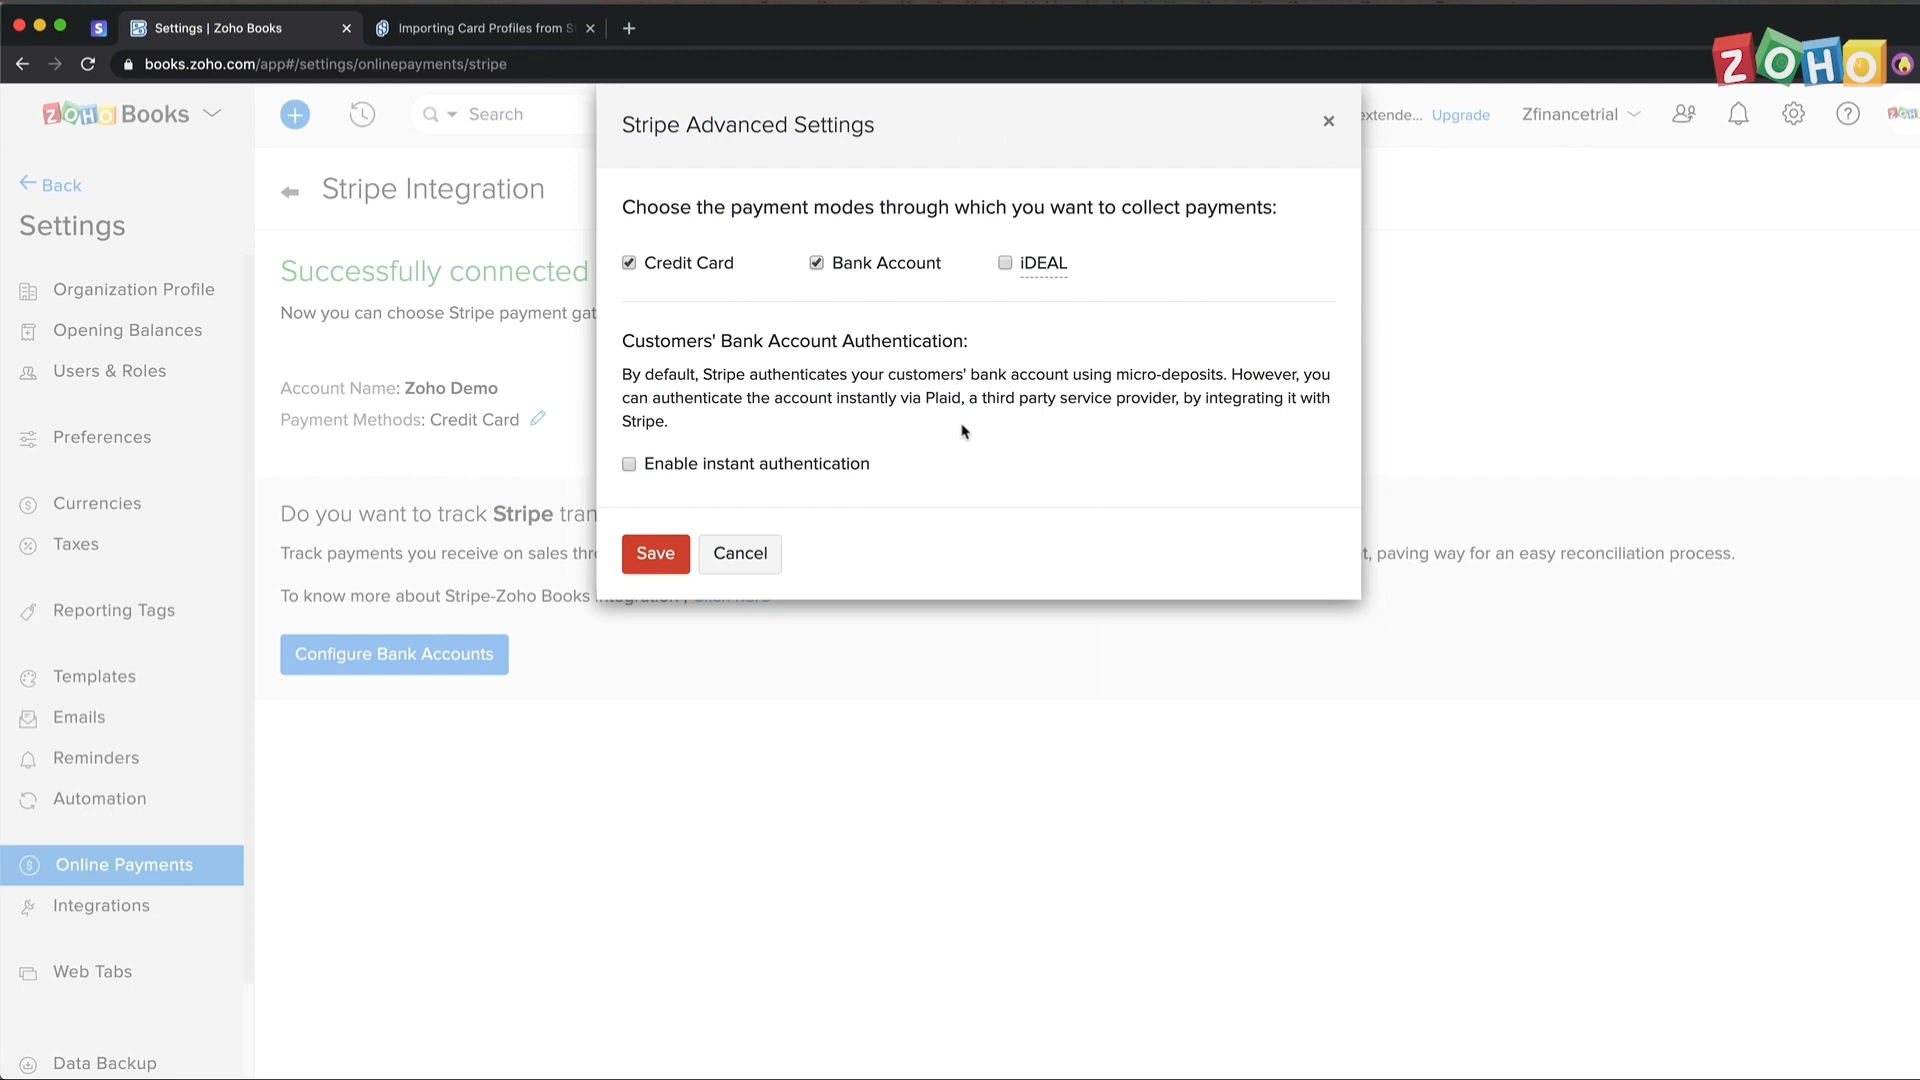 Settings | Zoho Books
Importing Card Profiles from S
books.zoho.com/app#/settings/onlinepayments/stripe
ZOHO
ZOHO Books
Search
Stripe Advanced Settings
extende... Upgrade
Zfinancetrial
ZOHO
Back
Settings
Stripe Integration
Choose the payment modes through which you want to collect payments:
Credit Card
Bank Account
iDEAL
Successfully connected
Now you can choose Stripe payment gat
Account Name: Zoho Demo
Payment Methods: Credit Card
Customers' Bank Account Authentication:
By default, Stripe authenticates your customers' bank account using micro-deposits. However, you
can authenticate the account instantly via Plaid, a third party service provider, by integrating it with
Stripe.
Enable instant authentication
Save
Cancel
Do you want to track Stripe tran
Track payments you receive on sales thr
t, paving way for an easy reconciliation process.
To know more about Stripe-Zoho Books
Configure Bank Accounts
Organization Profile
Opening Balances
Users & Roles
Preferences
Currencies
Taxes
Reporting Tags
Templates
Emails
Reminders
Automation
Online Payments
Integrations
Web Tabs
Data Backup